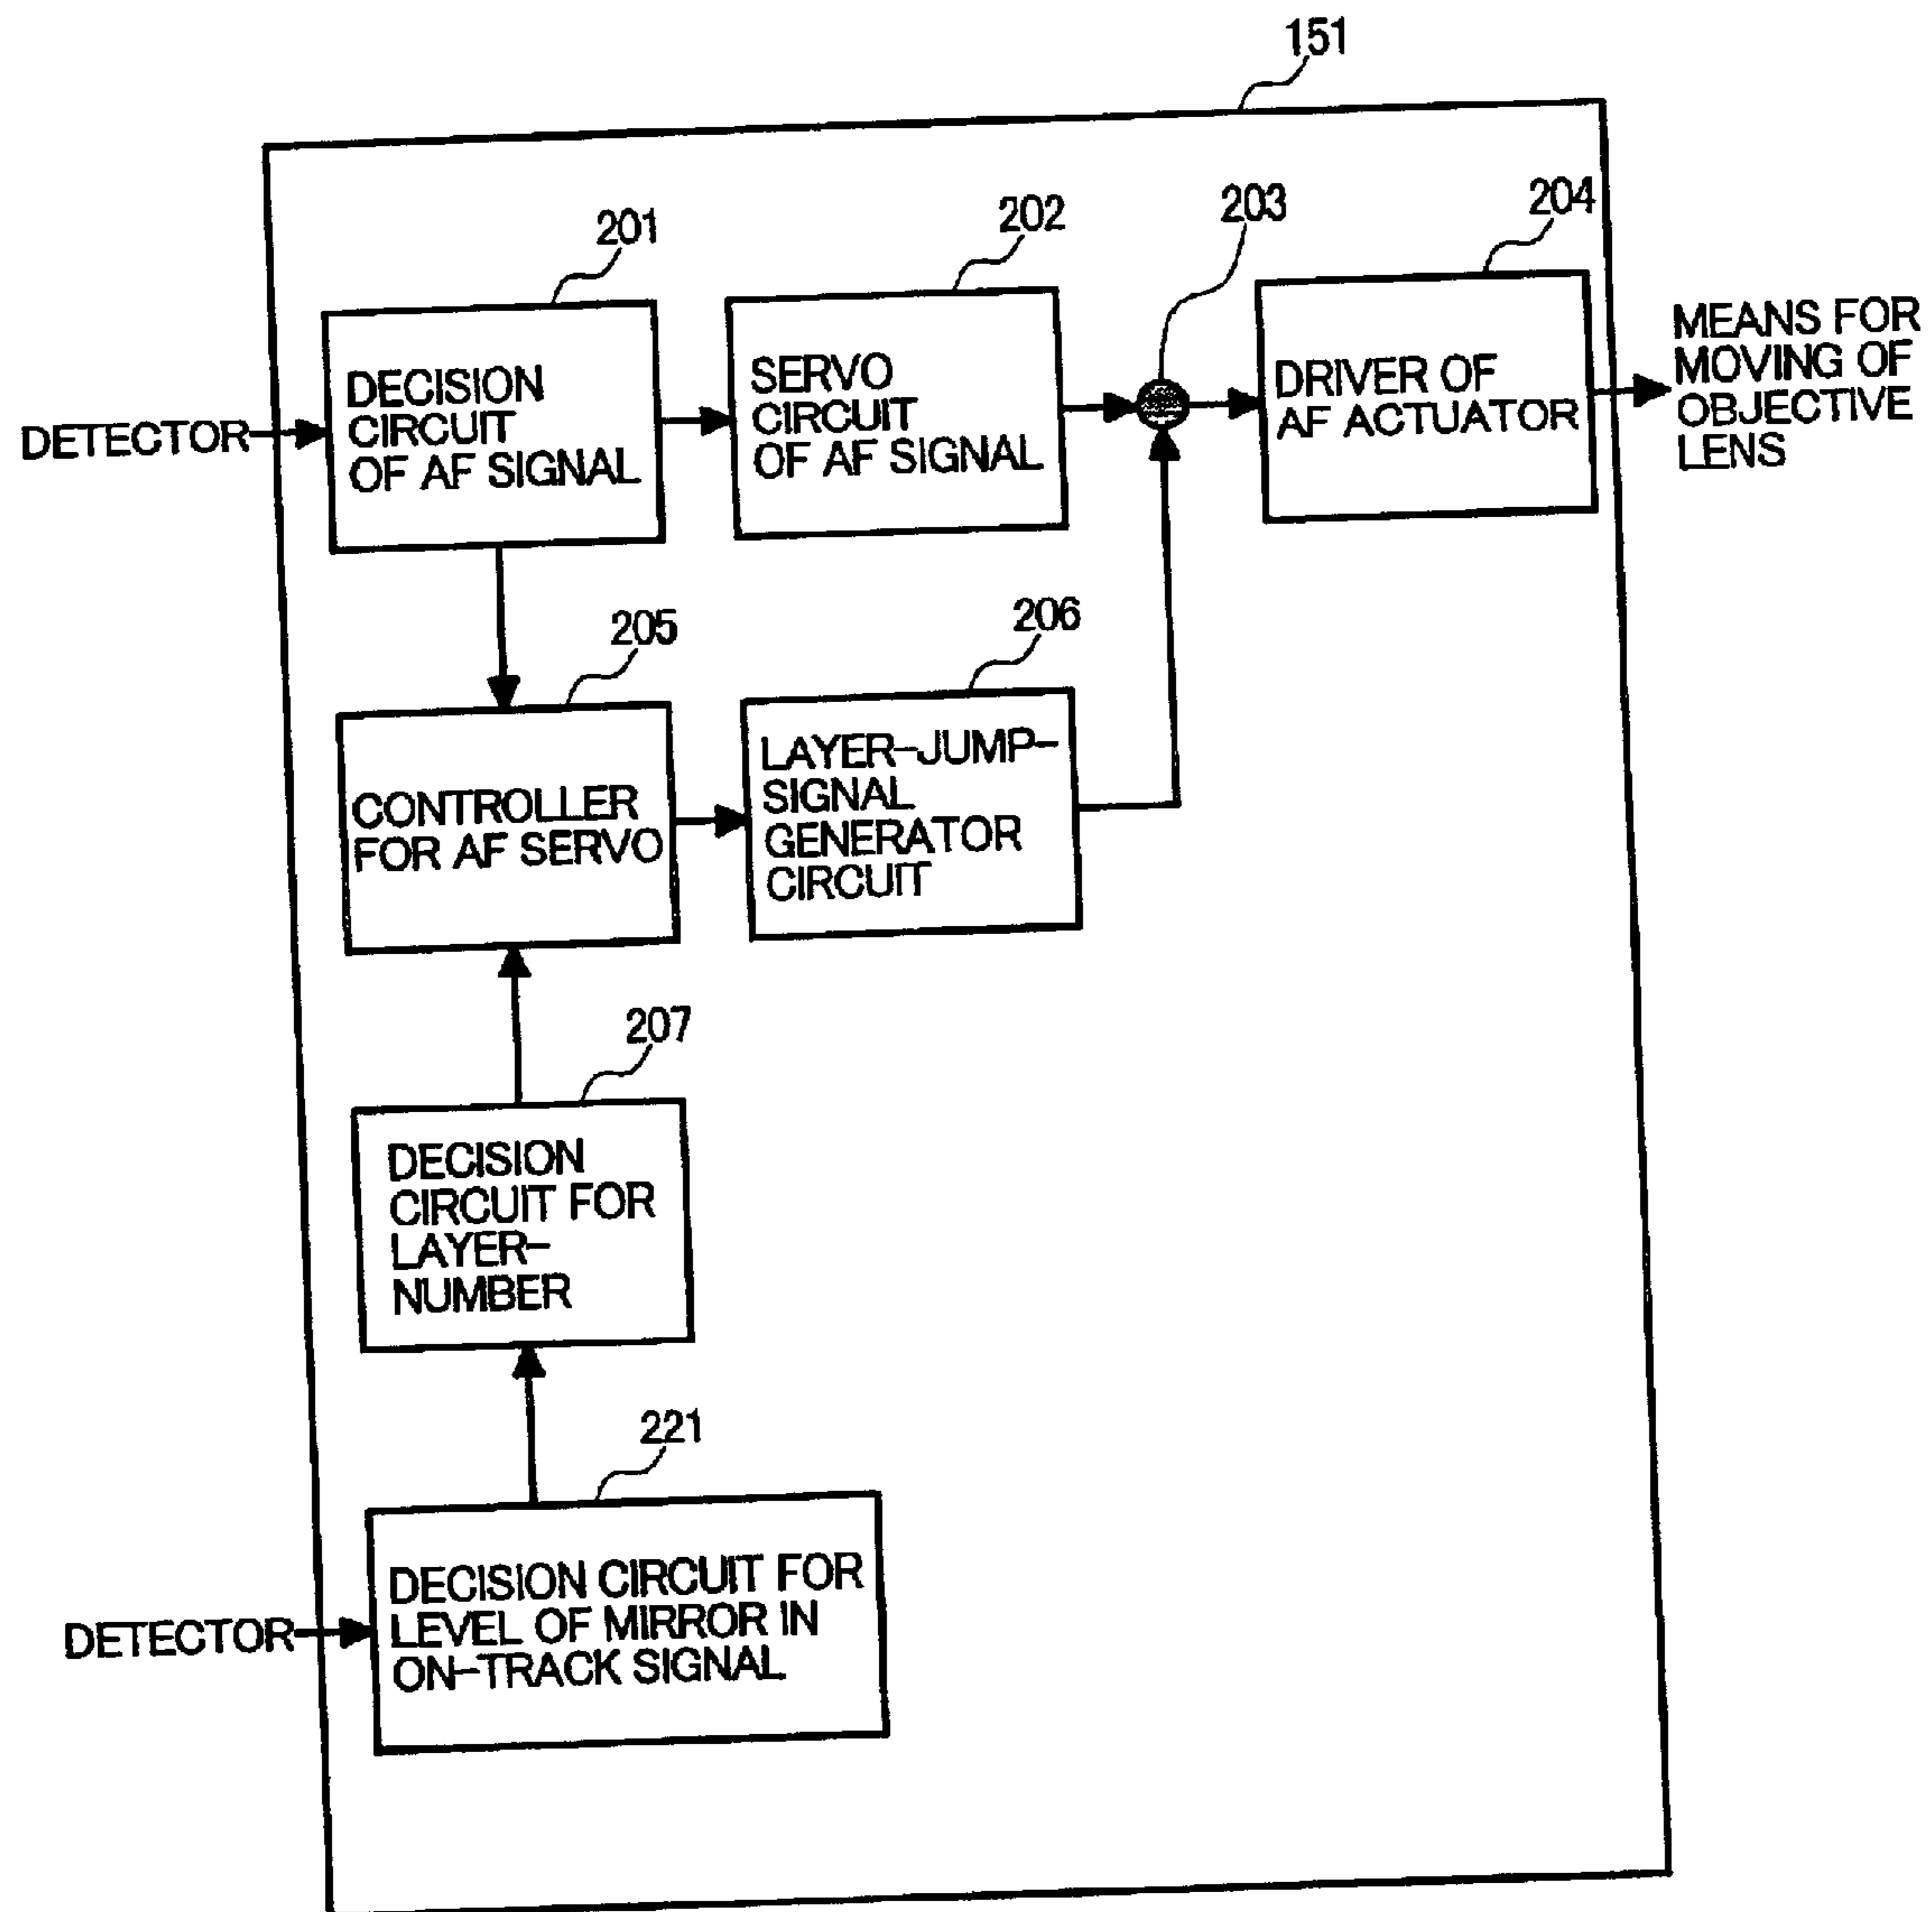 151
201
202
203
204
DECISION
CIRCUIT
OF AF SIGNAL
SERVO
CIRCUIT
OF AF SIGNAL
DRIVER OF
AF ACTUATOR
MEANS FOR
MOVING OF
OBJECTIVE
LENS
DETECTOR
205
206
CONTROLLER
FOR AF SERVO
LAYER-JUMP-
SIGNAL
GENERATOR
CIRCUIT
207
DECISION
CIRCUIT FOR
LAYER-
NUMBER
221
DETECTOR
DECISION CIRCUIT FOR
LEVEL OF MIRROR IN
ON-TRACK SIGNAL